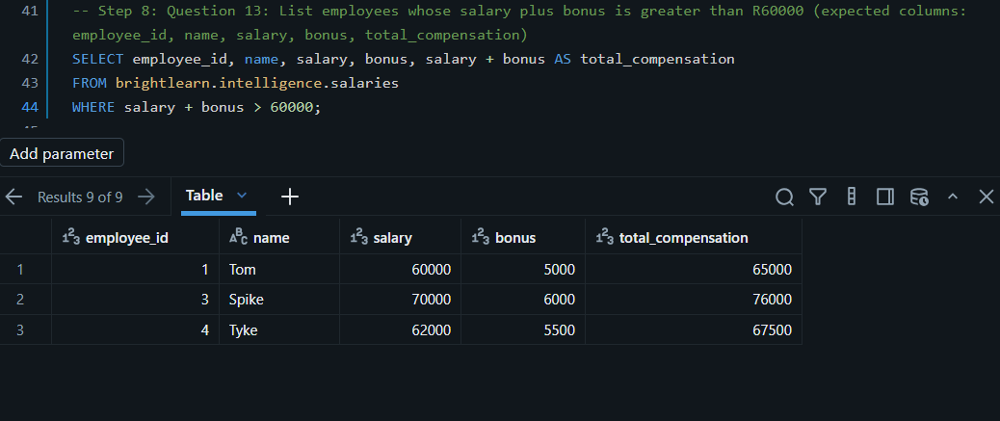 41 -- Step 8: Question 13: List employees whose salary plus bonus is greater than R60000 (expected columns:
employee_id, name, salary, bonus, total_compensation)
42 SELECT employee_id, name, salary, bonus, salary + bonus AS total_compensation
43 FROM brightlearn.intelligence.salaries
44 WHERE salary + bonus > 60000;
Add parameter
Results 9 of 9 Table
employee_id name salary bonus total_compensation
1 1 Tom 60000 5000 65000
2 3 Spike 70000 6000 76000
3 4 Tyke 62000 5500 67500